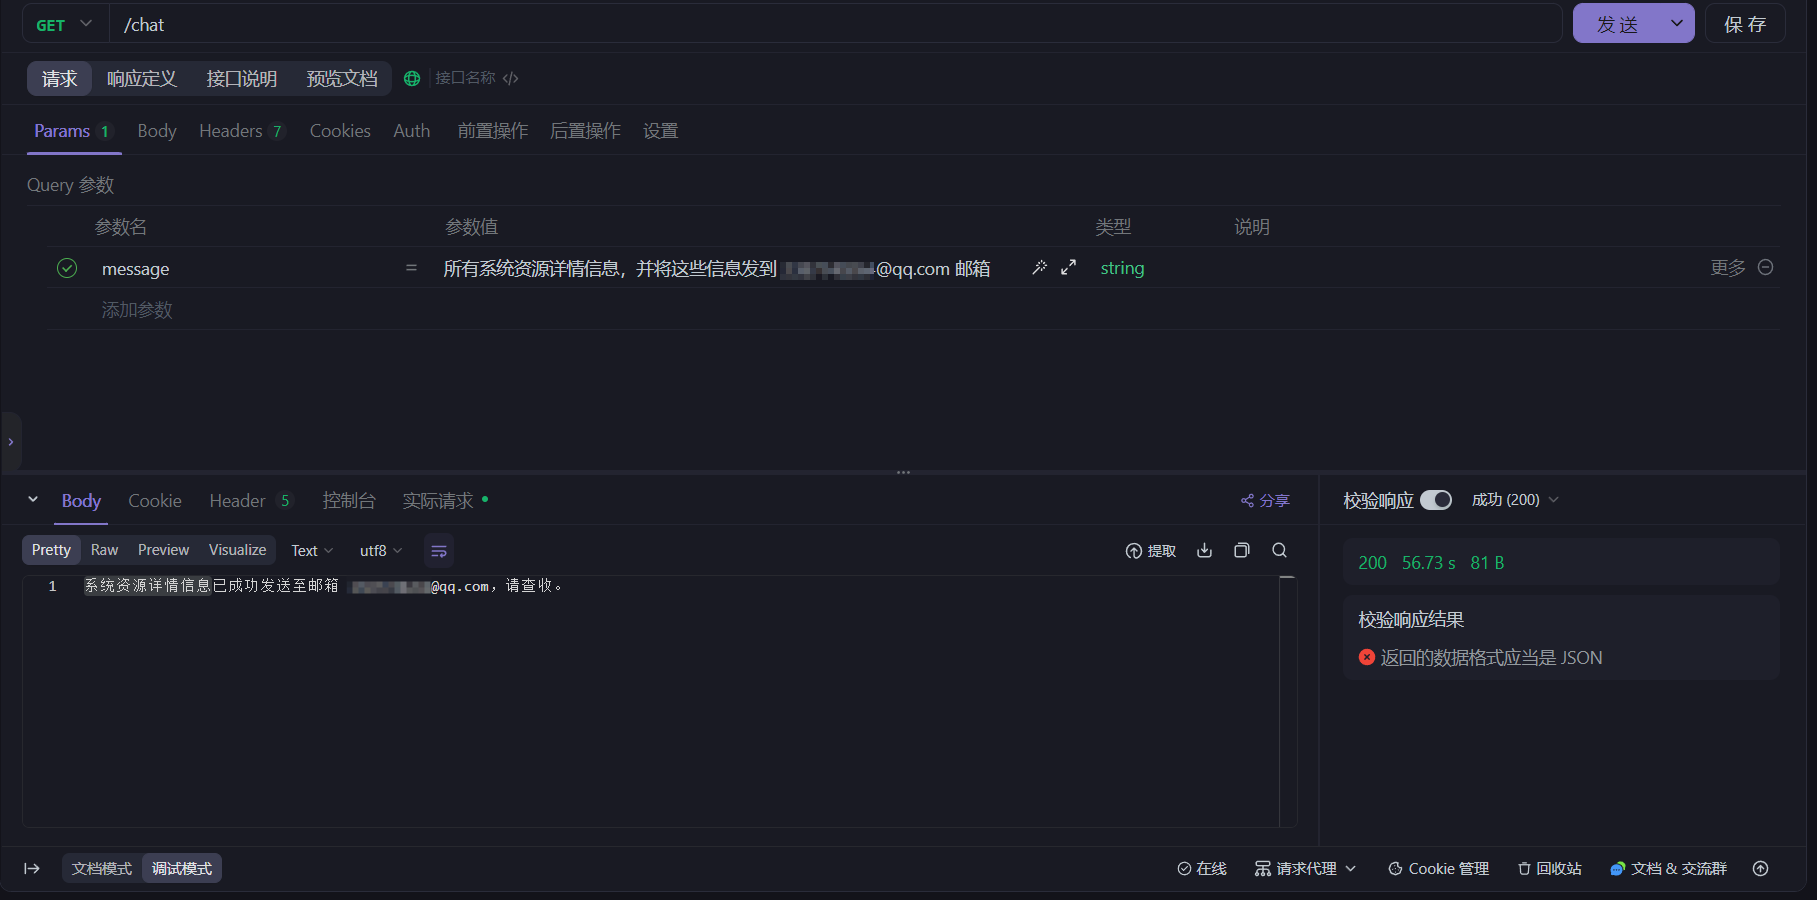 GET /chat 发 送 保 存
请求 响应定义 接口说明 预览文档 接口名称
Params 1 Body Headers 7 Cookies Auth 前置操作 后置操作 设置
Query 参数
参数名 参数值 类型 说明
message = 所有系统资源详情信息，并将这些信息发到 @qq.com 邮箱 string 更多
添加参数
Body Cookie Header 5 控制台 实际请求 分享
Pretty Raw Preview Visualize Text utf8 提取
1 系统资源详情信息已成功发送至邮箱 @qq.com，请查收。
校验响应 成功 (200)
200 56.73 s 81 B
校验响应结果
返回的数据格式应当是 JSON
文档模式 调试模式 在线 请求代理 Cookie 管理 回收站 文档 & 交流群